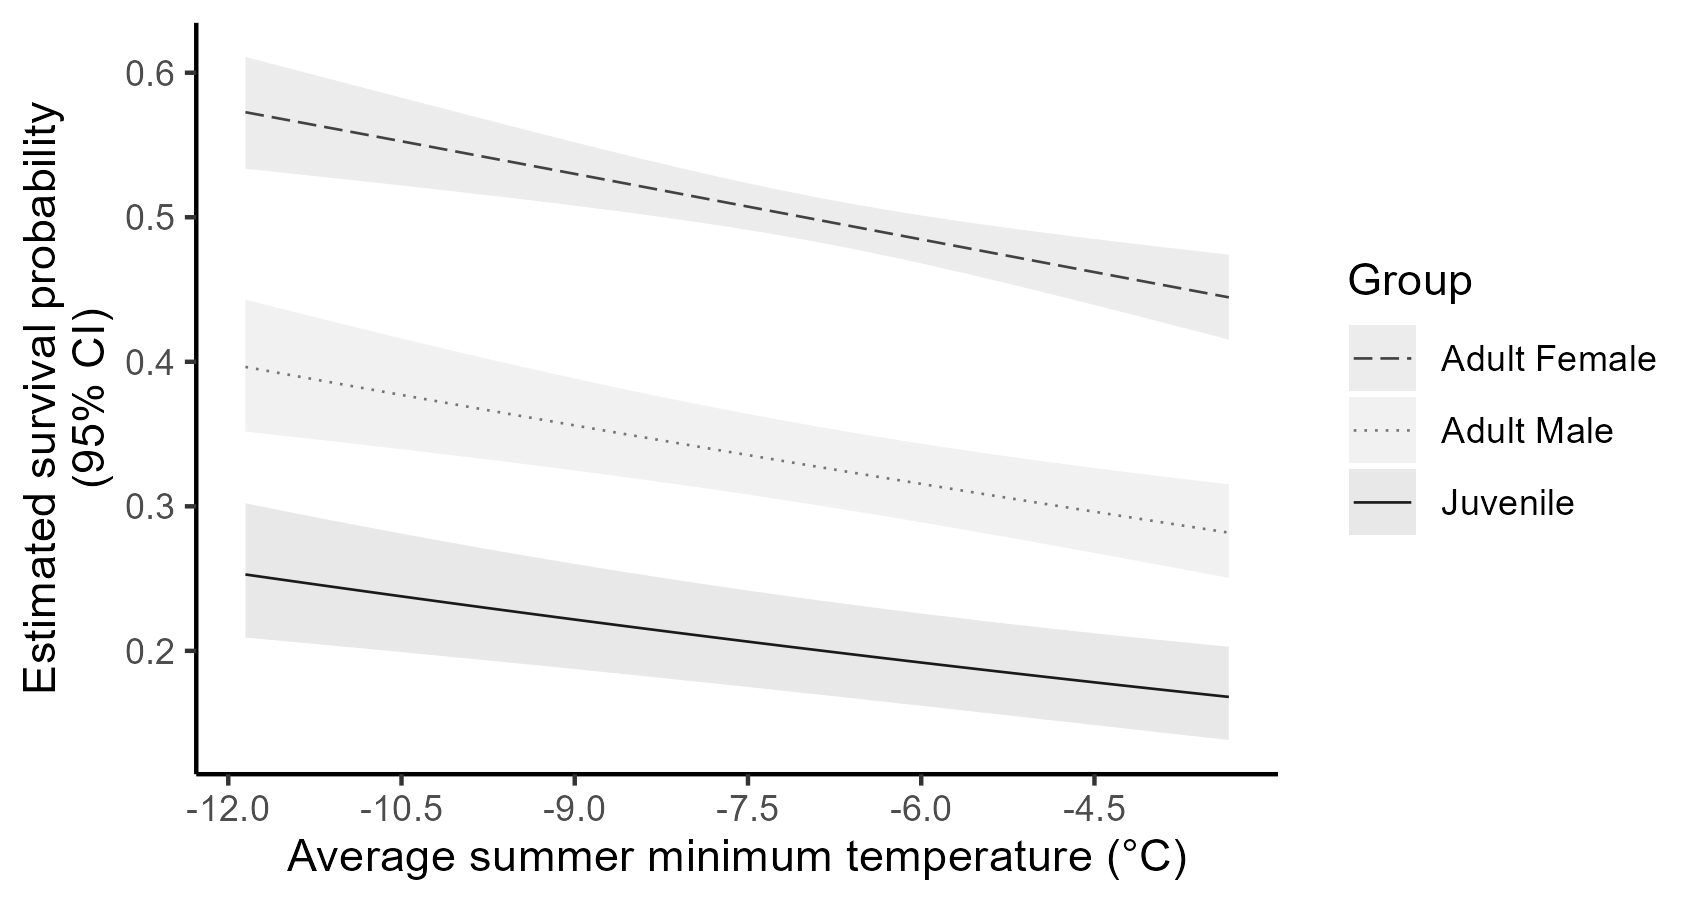 Estimated survival probability
(95% CI)
0.6
0.5
0.4
0.3
0.2
-12.0 -10.5 -9.0 -7.5 -6.0 -4.5
Average summer minimum temperature (°C)
Group
Adult Female
Adult Male
Juvenile